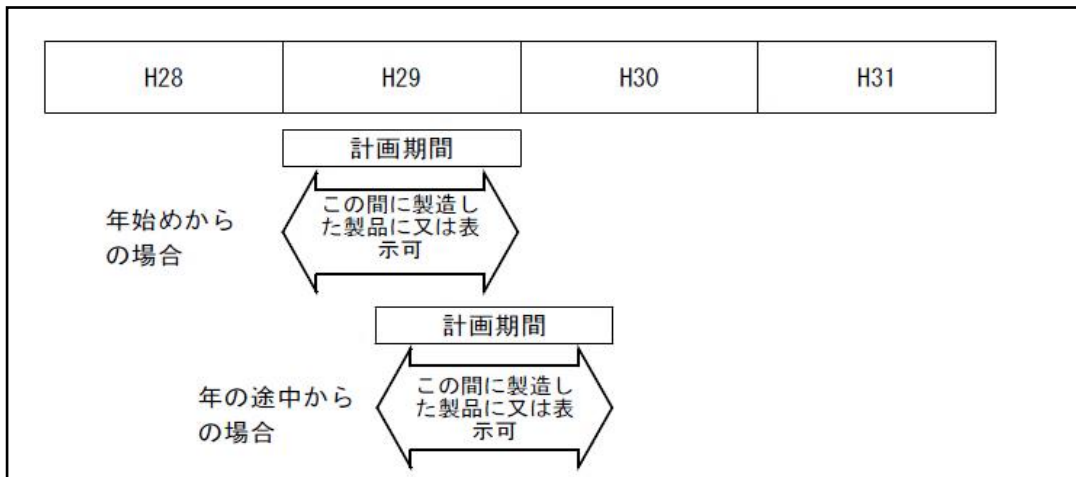 H28 H29 H30 H31
計画期間
年始めから
の場合
この間に製造し
た製品に又は表
示可
計画期間
年の途中から
の場合
この間に製造し
た製品に又は表
示可